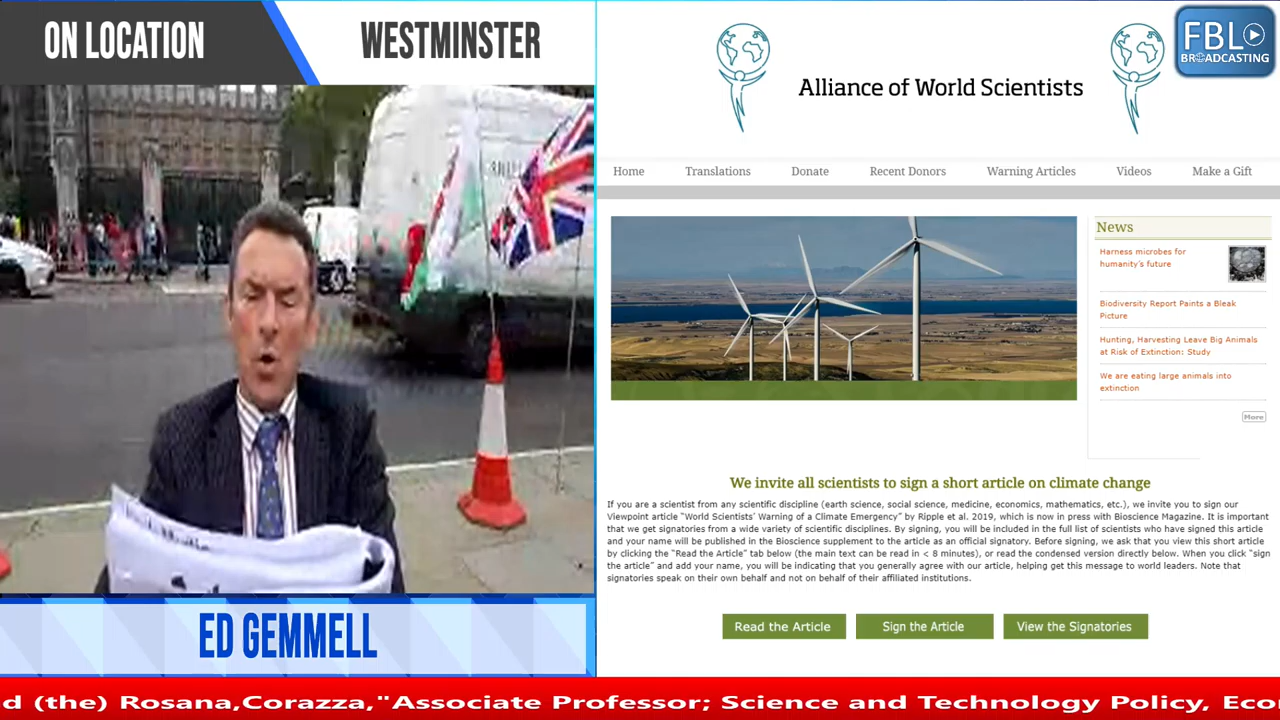 ON LOCATION
WESTMINSTER
FBL
BROADCASTING
Alliance of World Scientists
Home
Translations
Donate
Recent Donors
Warning Articles
Videos
Make a Gift
News
Harness microbes for
humanity's future
Biodiversity Report Paints a Bleak
Picture
Hunting, Harvesting Leave Big Animals
at Risk of Extinction: Study
We are eating large animals into
extinction
More
We invite all scientists to sign a short article on climate change
If you are a scientist from any scientific discipline (earth science, social science, medicine, economics, mathematics, etc.), we invite you to sign our
Viewpoint article “World Scientists’ Warning of a Climate Emergency” by Ripple et al. 2019, which is now in press with Bioscience Magazine. It is important
that we get signatories from a wide variety of scientific disciplines. By signing, you will be included in the full list of scientists who have signed this article
and your name will be published in the Bioscience supplement to the article as an official signatory. Before signing, we ask that you view this short article
by clicking the “Read the Article” tab below (the main text can be read in < 8 minutes), or read the condensed version directly below. When you click “sign
the article” and add your name, you will be indicating that you generally agree with our article, helping get this message to world leaders. Note that
signatories speak on their own behalf and not on behalf of their affiliated institutions.
Read the Article
Sign the Article
View the Signatories
ED GEMMELL
d (the) Rosana,Corazza,"Associate Professor; Science and Technology Policy, Eco